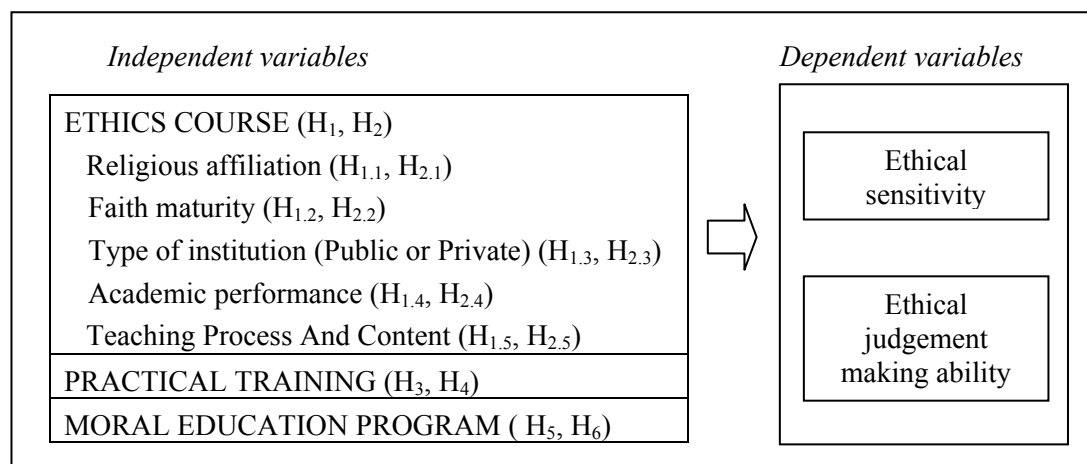 Independent variables
Dependent variables
ETHICS COURSE (H₁, H₂)
Religious affiliation (H₁.₁, H₂.₁)
Faith maturity (H₁.₂, H₂.₂)
Type of institution (Public or Private) (H₁.₃, H₂.₃)
Academic performance (H₁.₄, H₂.₄)
Teaching Process And Content (H₁.₅, H₂.₅)
PRACTICAL TRAINING (H₃, H₄)
MORAL EDUCATION PROGRAM ( H₅, H₆)
Ethical
sensitivity
Ethical
judgement
making ability